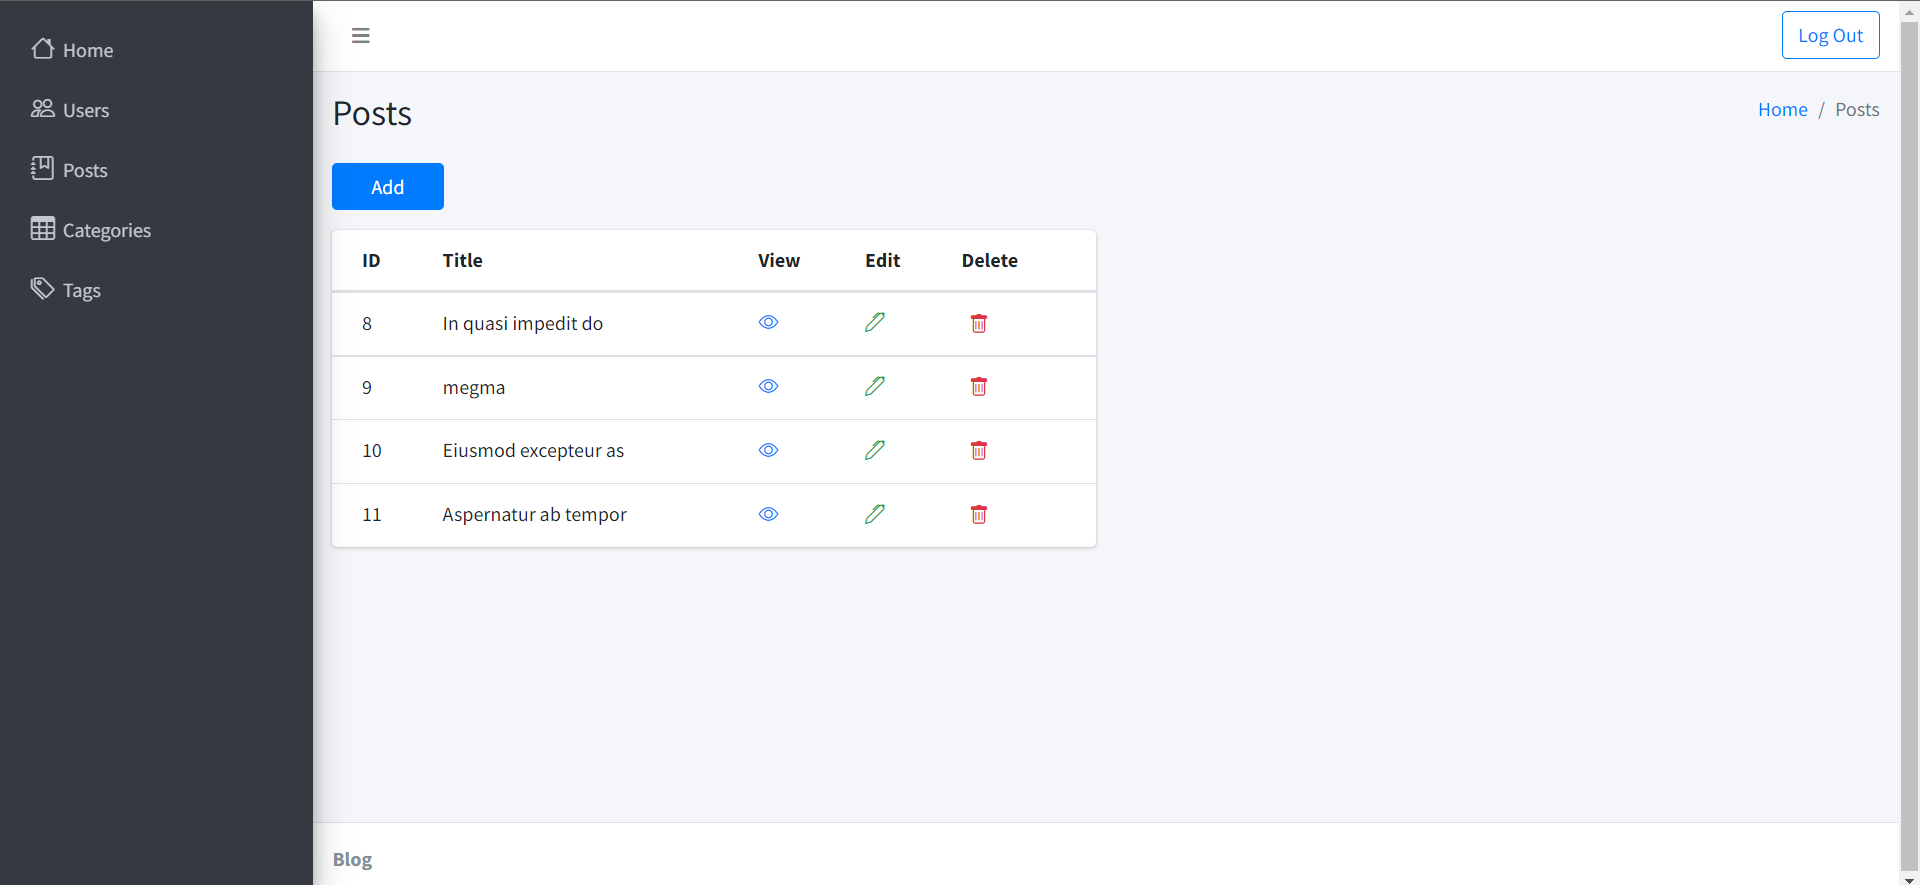 Home
Users
Posts
Categories
Tags
Log Out
Posts
Home / Posts
Add
ID Title View Edit Delete
8 In quasi impedit do
9 megma
10 Eiusmod excepteur as
11 Aspernatur ab tempor
Blog